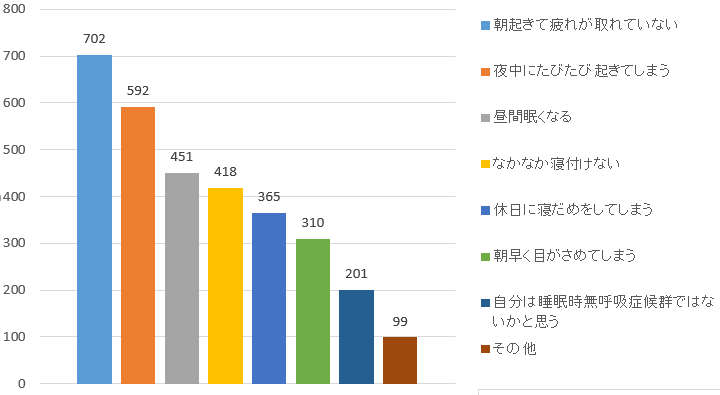 800
700
600
500
400
300
200
100
0
702
592
451
418
365
310
201
99
朝起きて疲れが取れていない
夜中にたびたび起きてしまう
昼間眠くなる
なかなか寝付けない
休日に寝だめをしてしまう
朝早く目がさめてしまう
自分は睡眠時無呼吸症候群ではな
いかと思う
その他